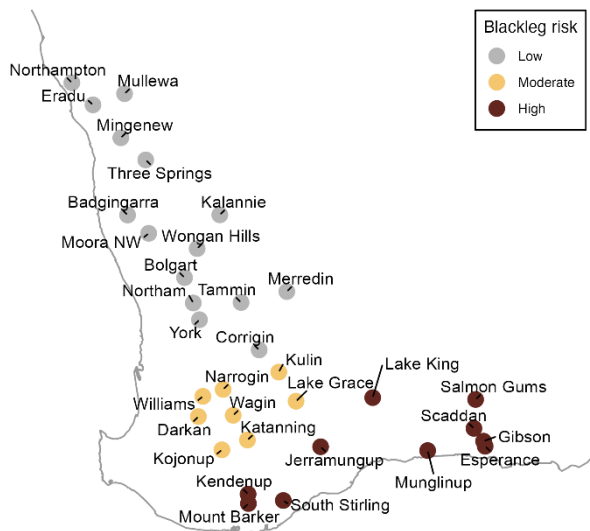 Blackleg risk
Low
Moderate
High
Northampton
Mullewa
Eradu
Mingenew
Three Springs
Badgingarra
Kalannie
Moora NW
Wongan Hills
Bolgart
Northam
Tammin
Merredin
York
Corrigin
Kulin
Narrogin
Lake Grace
Lake King
Williams
Wagin
Salmon Gums
Darkan
Katanning
Scaddan
Gibson
Kojonup
Jerramungup
Esperance
Munglinup
Kendenup
South Stirling
Mount Barker